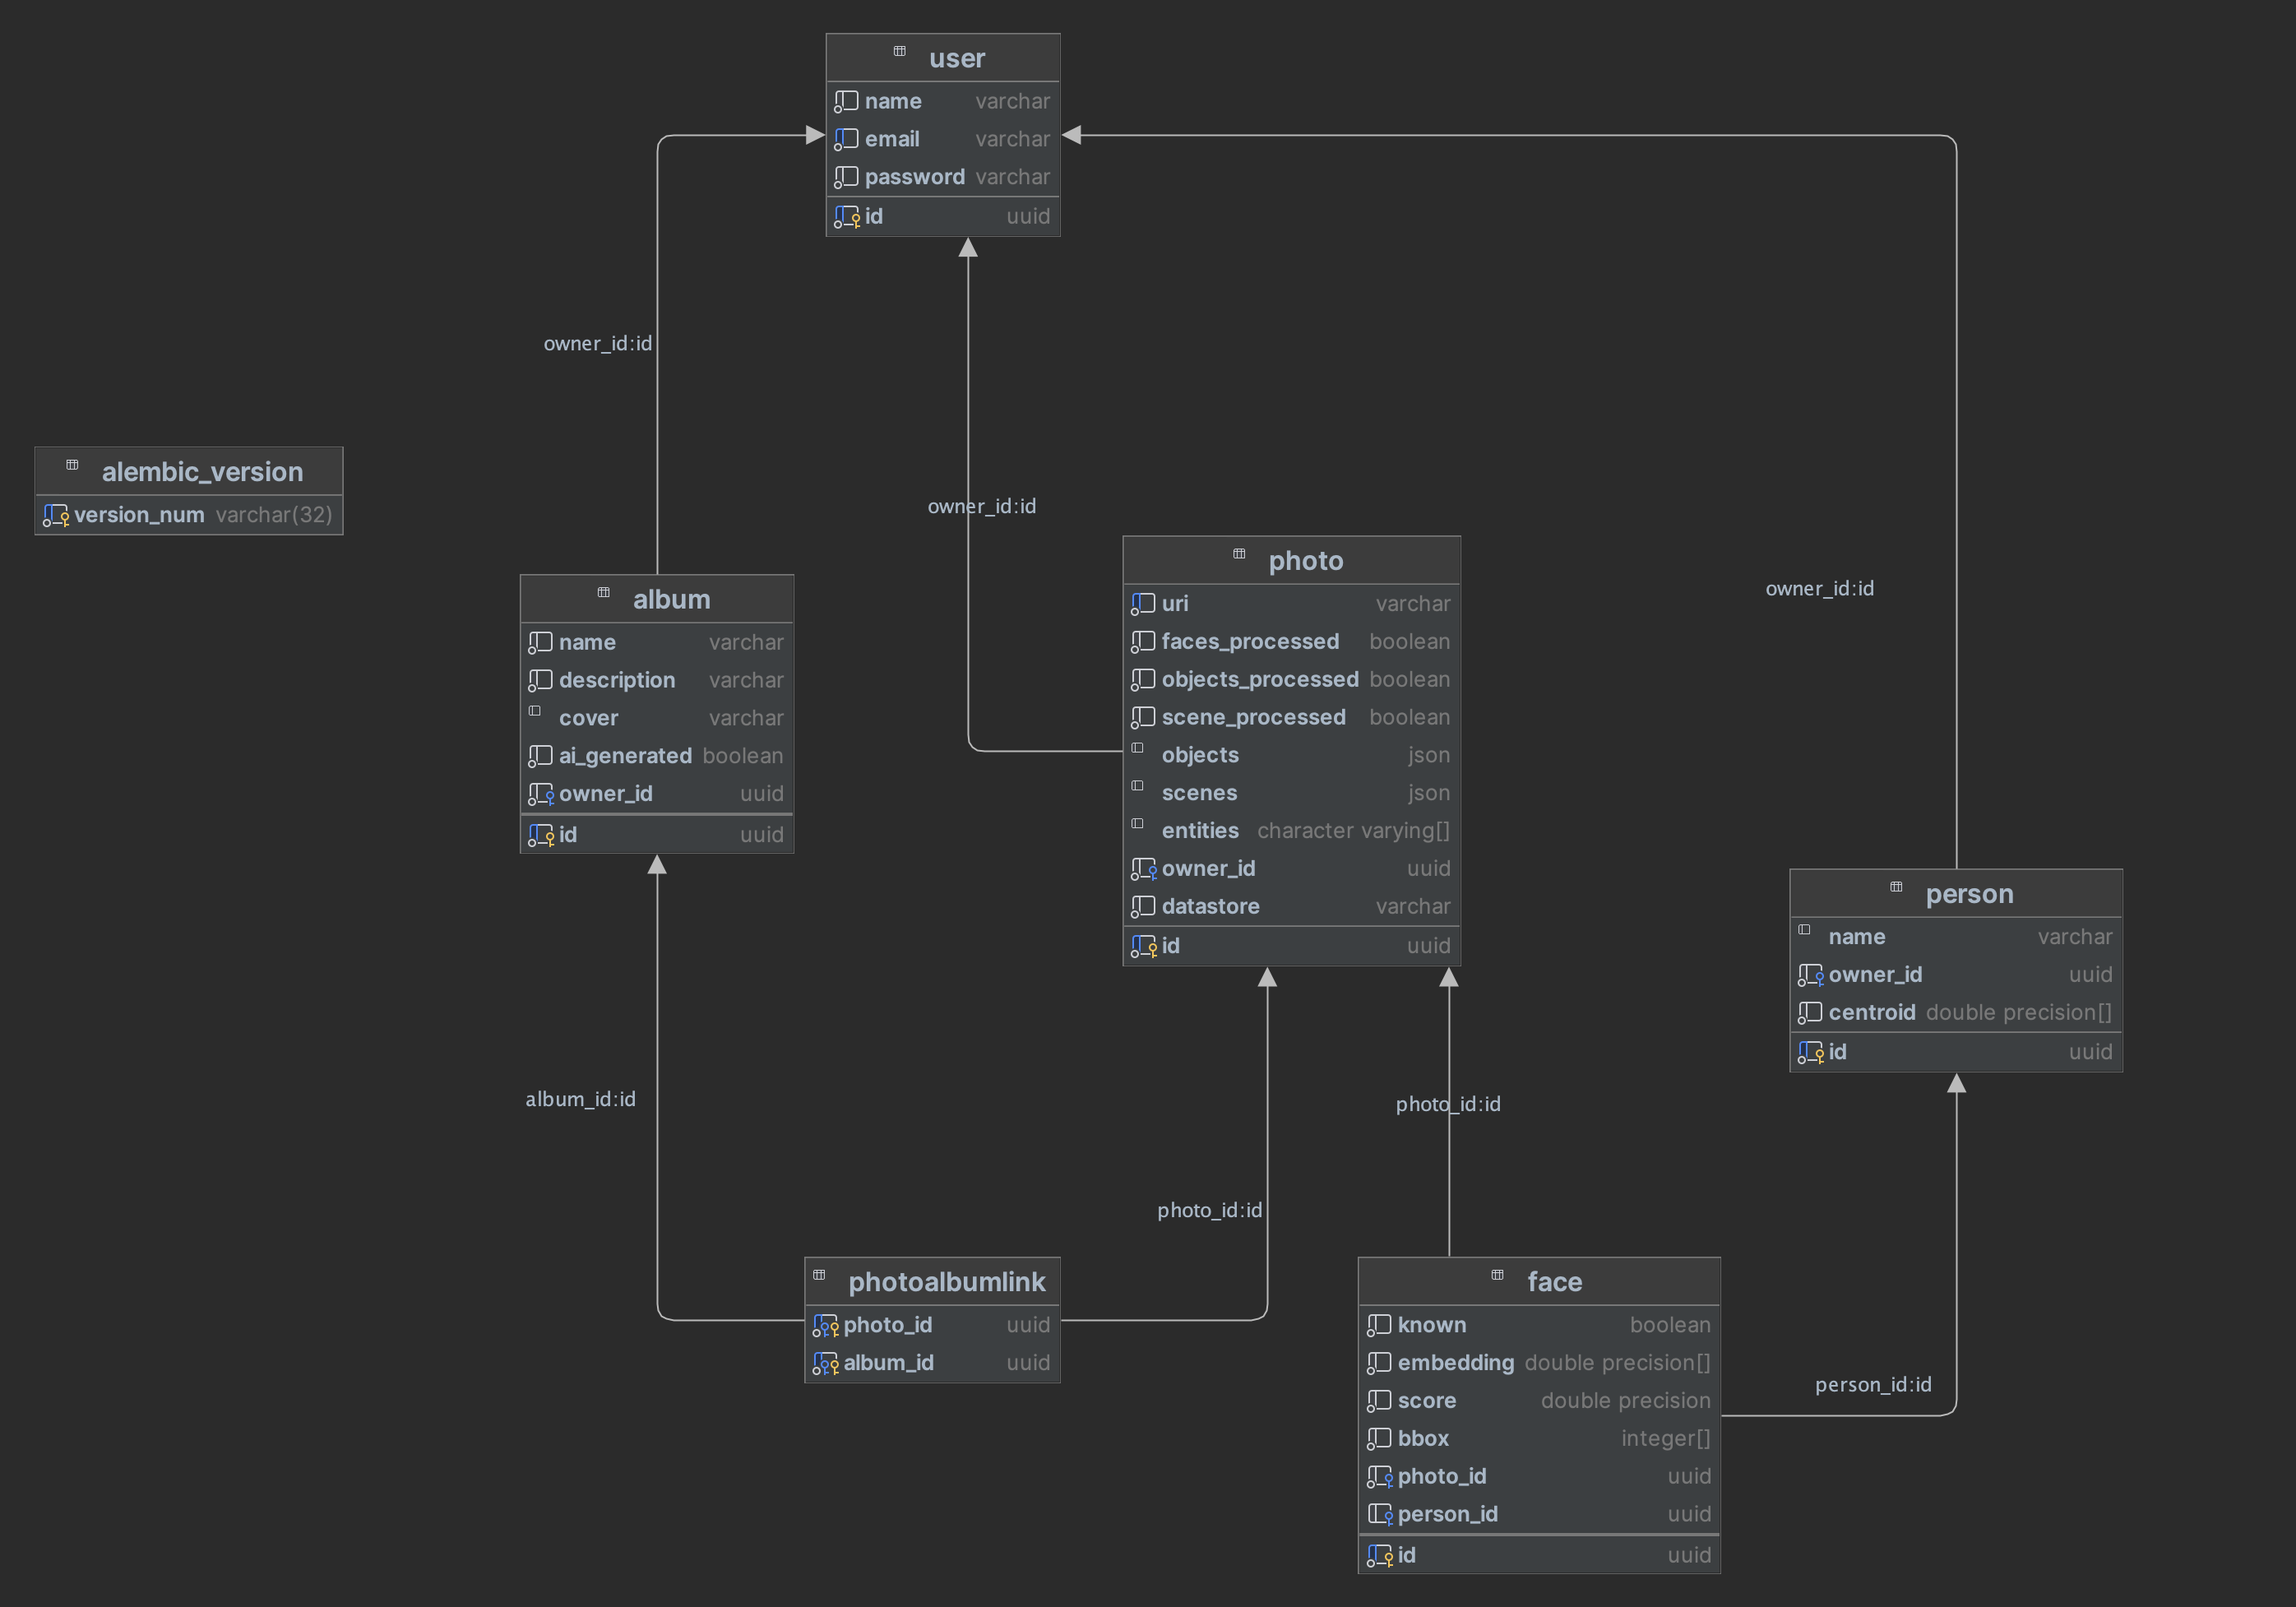 user
name varchar
email varchar
password varchar
id uuid
owner_id:id
owner_id:id
owner_id:id
alembic_version
version_num varchar(32)
album
name varchar
description varchar
cover varchar
ai_generated boolean
owner_id uuid
id uuid
photo
uri varchar
faces_processed boolean
objects_processed boolean
scene_processed boolean
objects json
scenes json
entities character varying[]
owner_id uuid
datastore varchar
id uuid
person
name varchar
owner_id uuid
centroid double precision[]
id uuid
album_id:id
photo_id:id
photo_id:id
person_id:id
photoalbumlink
photo_id uuid
album_id uuid
face
known boolean
embedding double precision[]
score double precision
bbox integer[]
photo_id uuid
person_id uuid
id uuid